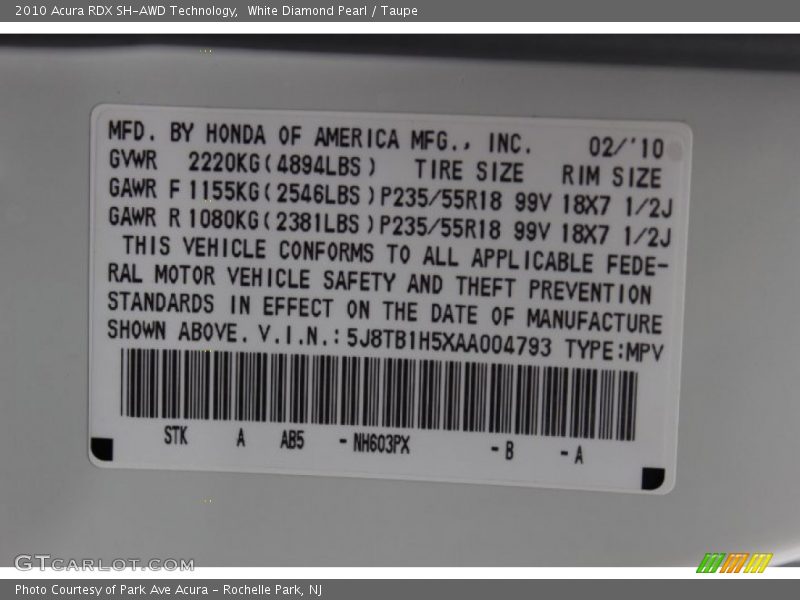 2010 Acura RDX SH-AWD Technology,  White Diamond Pearl / Taupe
MFD. BY HONDA OF AMERICA MFG., INC. 02/'10
GVWR 2220KG(4894LBS) TIRE SIZE RIM SIZE
GAWR F 1155KG(2546LBS) P235/55R18 99V 18X7 1/2J
GAWR R 1080KG(2381LBS) P235/55R18 99V 18X7 1/2J
THIS VEHICLE CONFORMS TO ALL APPLICABLE FEDE-
RAL MOTOR VEHICLE SAFETY AND THEFT PREVENTION
STANDARDS IN EFFECT ON THE DATE OF MANUFACTURE
SHOWN ABOVE. V.I.N.: 5J8TB1H5XAA004793 TYPE:MPV
STK A AB5 -NH603PX -B -A
GTcarlot.com
Photo Courtesy of Park Ave Acura - Rochelle Park, NJ